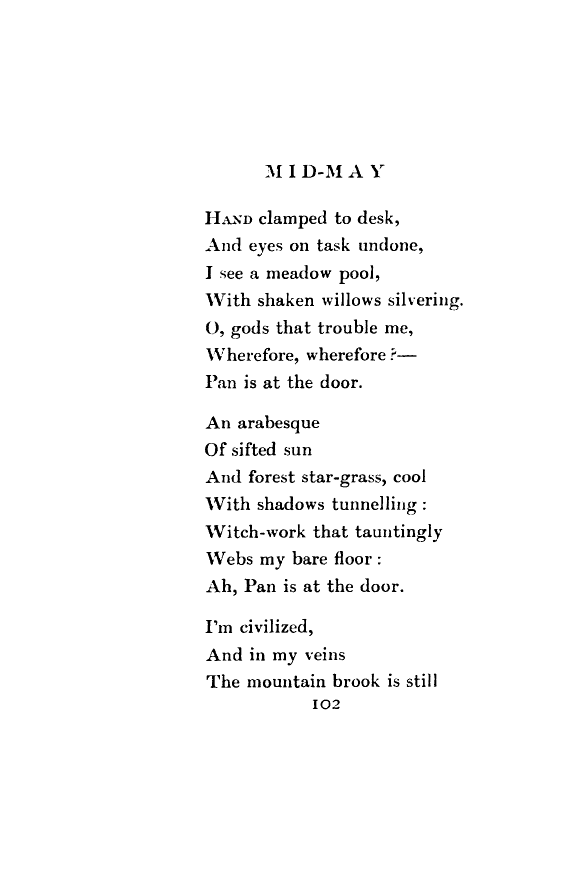 MID-MAY
HAND clamped to desk,
And eyes on task undone,
I see a meadow pool,
With shaken willows silvering.
O, gods that trouble me,
Wherefore, wherefore?—
Pan is at the door.
An arabesque
Of sifted sun
And forest star-grass, cool
With shadows tunnelling:
Witch-work that tauntingly
Webs my bare floor:
Ah, Pan is at the door.
I'm civilized,
And in my veins
The mountain brook is still
102